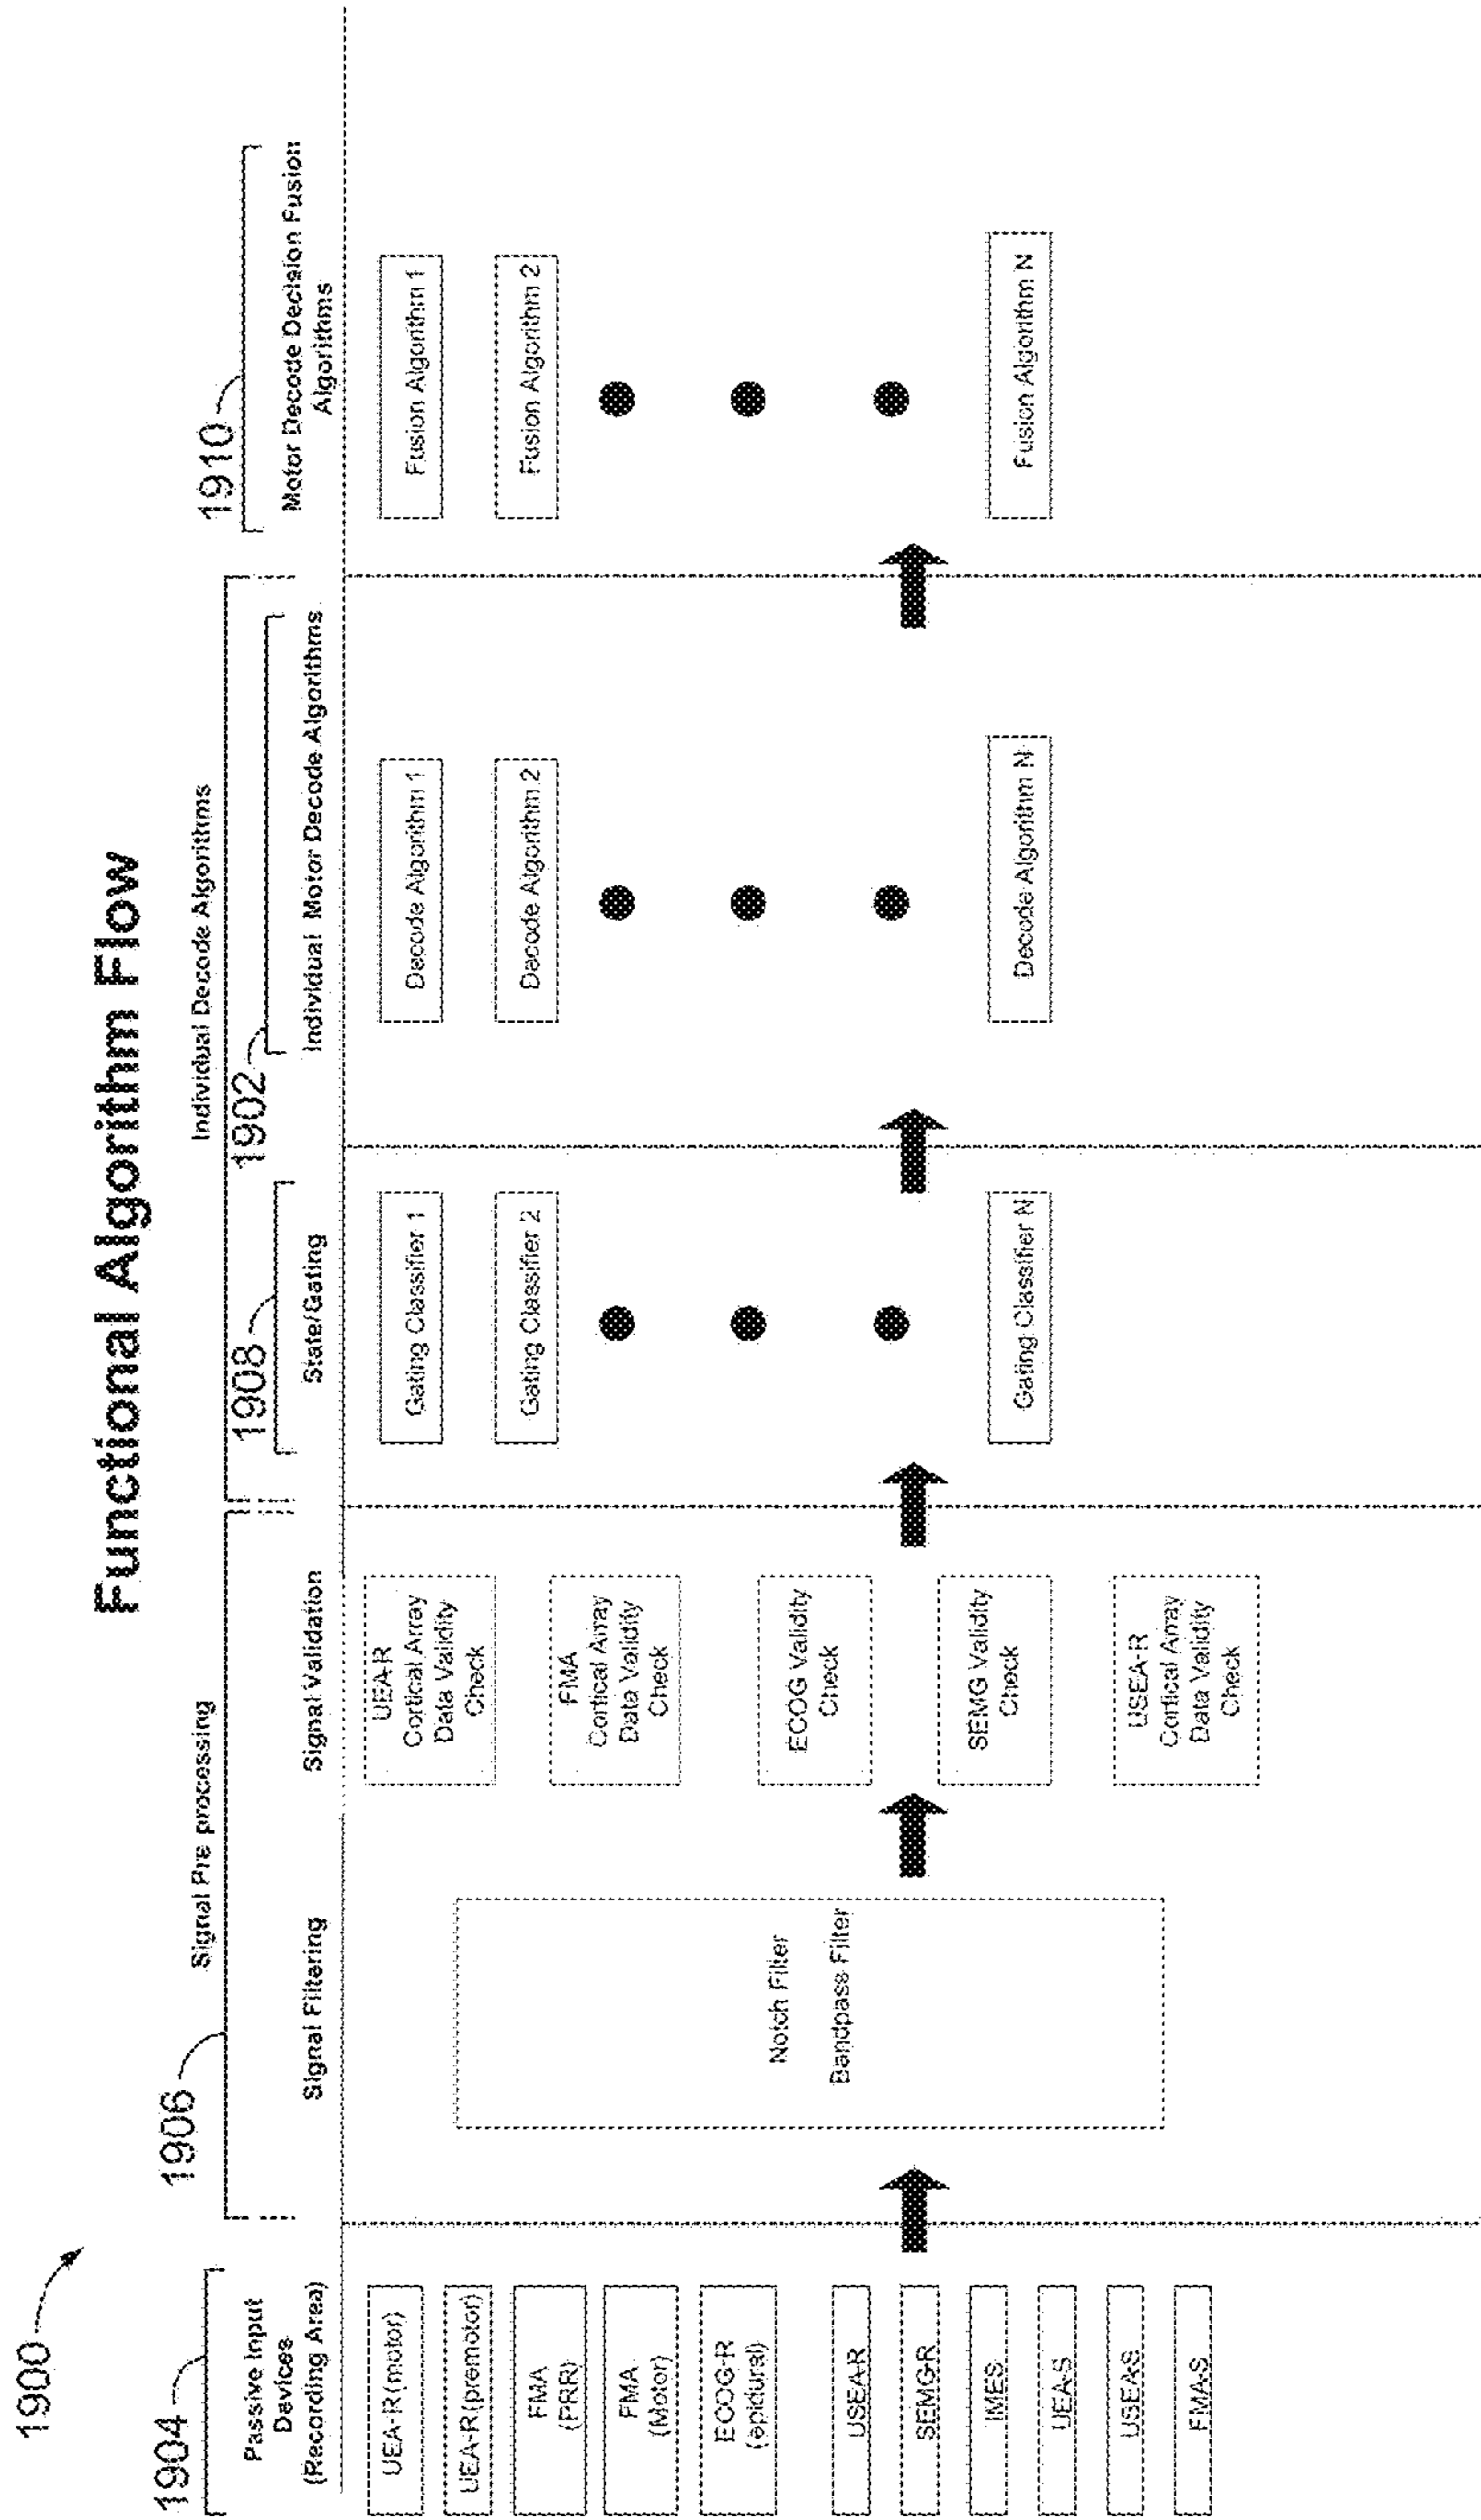 Functional Algorithm Flow
1900
1904
Passive Input
Devices
(Recording Area)
UEA-R(motor)
UEA-R(premotor)
FMA
(PRR)
FMA
(Motor)
ECOG-R
(epidural)
USEA-R
SEMG-R
IMES
UEA-S
USEA-S
FMA-S
1906
Signal Pre processing
Signal Filtering
Notch Filter
Bandpass Filter
Signal Validation
UEA-R
Cortical Array
Data Validity
Check
FMA
Cortical Array
Data Validity
Check
ECOG Validity
Check
SEMG Validity
Check
USEA-R
Cortical Array
Data Validity
Check
Individual Decode Algorithms
1908
State/Gating
Gating Classifier 1
Gating Classifier 2
Gating Classifier N
1902
Individual Motor Decode Algorithms
Decode Algorithm 1
Decode Algorithm 2
Decode Algorithm N
1910
Motor Decode Decision Fusion
Algorithms
Fusion Algorithm 1
Fusion Algorithm 2
Fusion Algorithm N